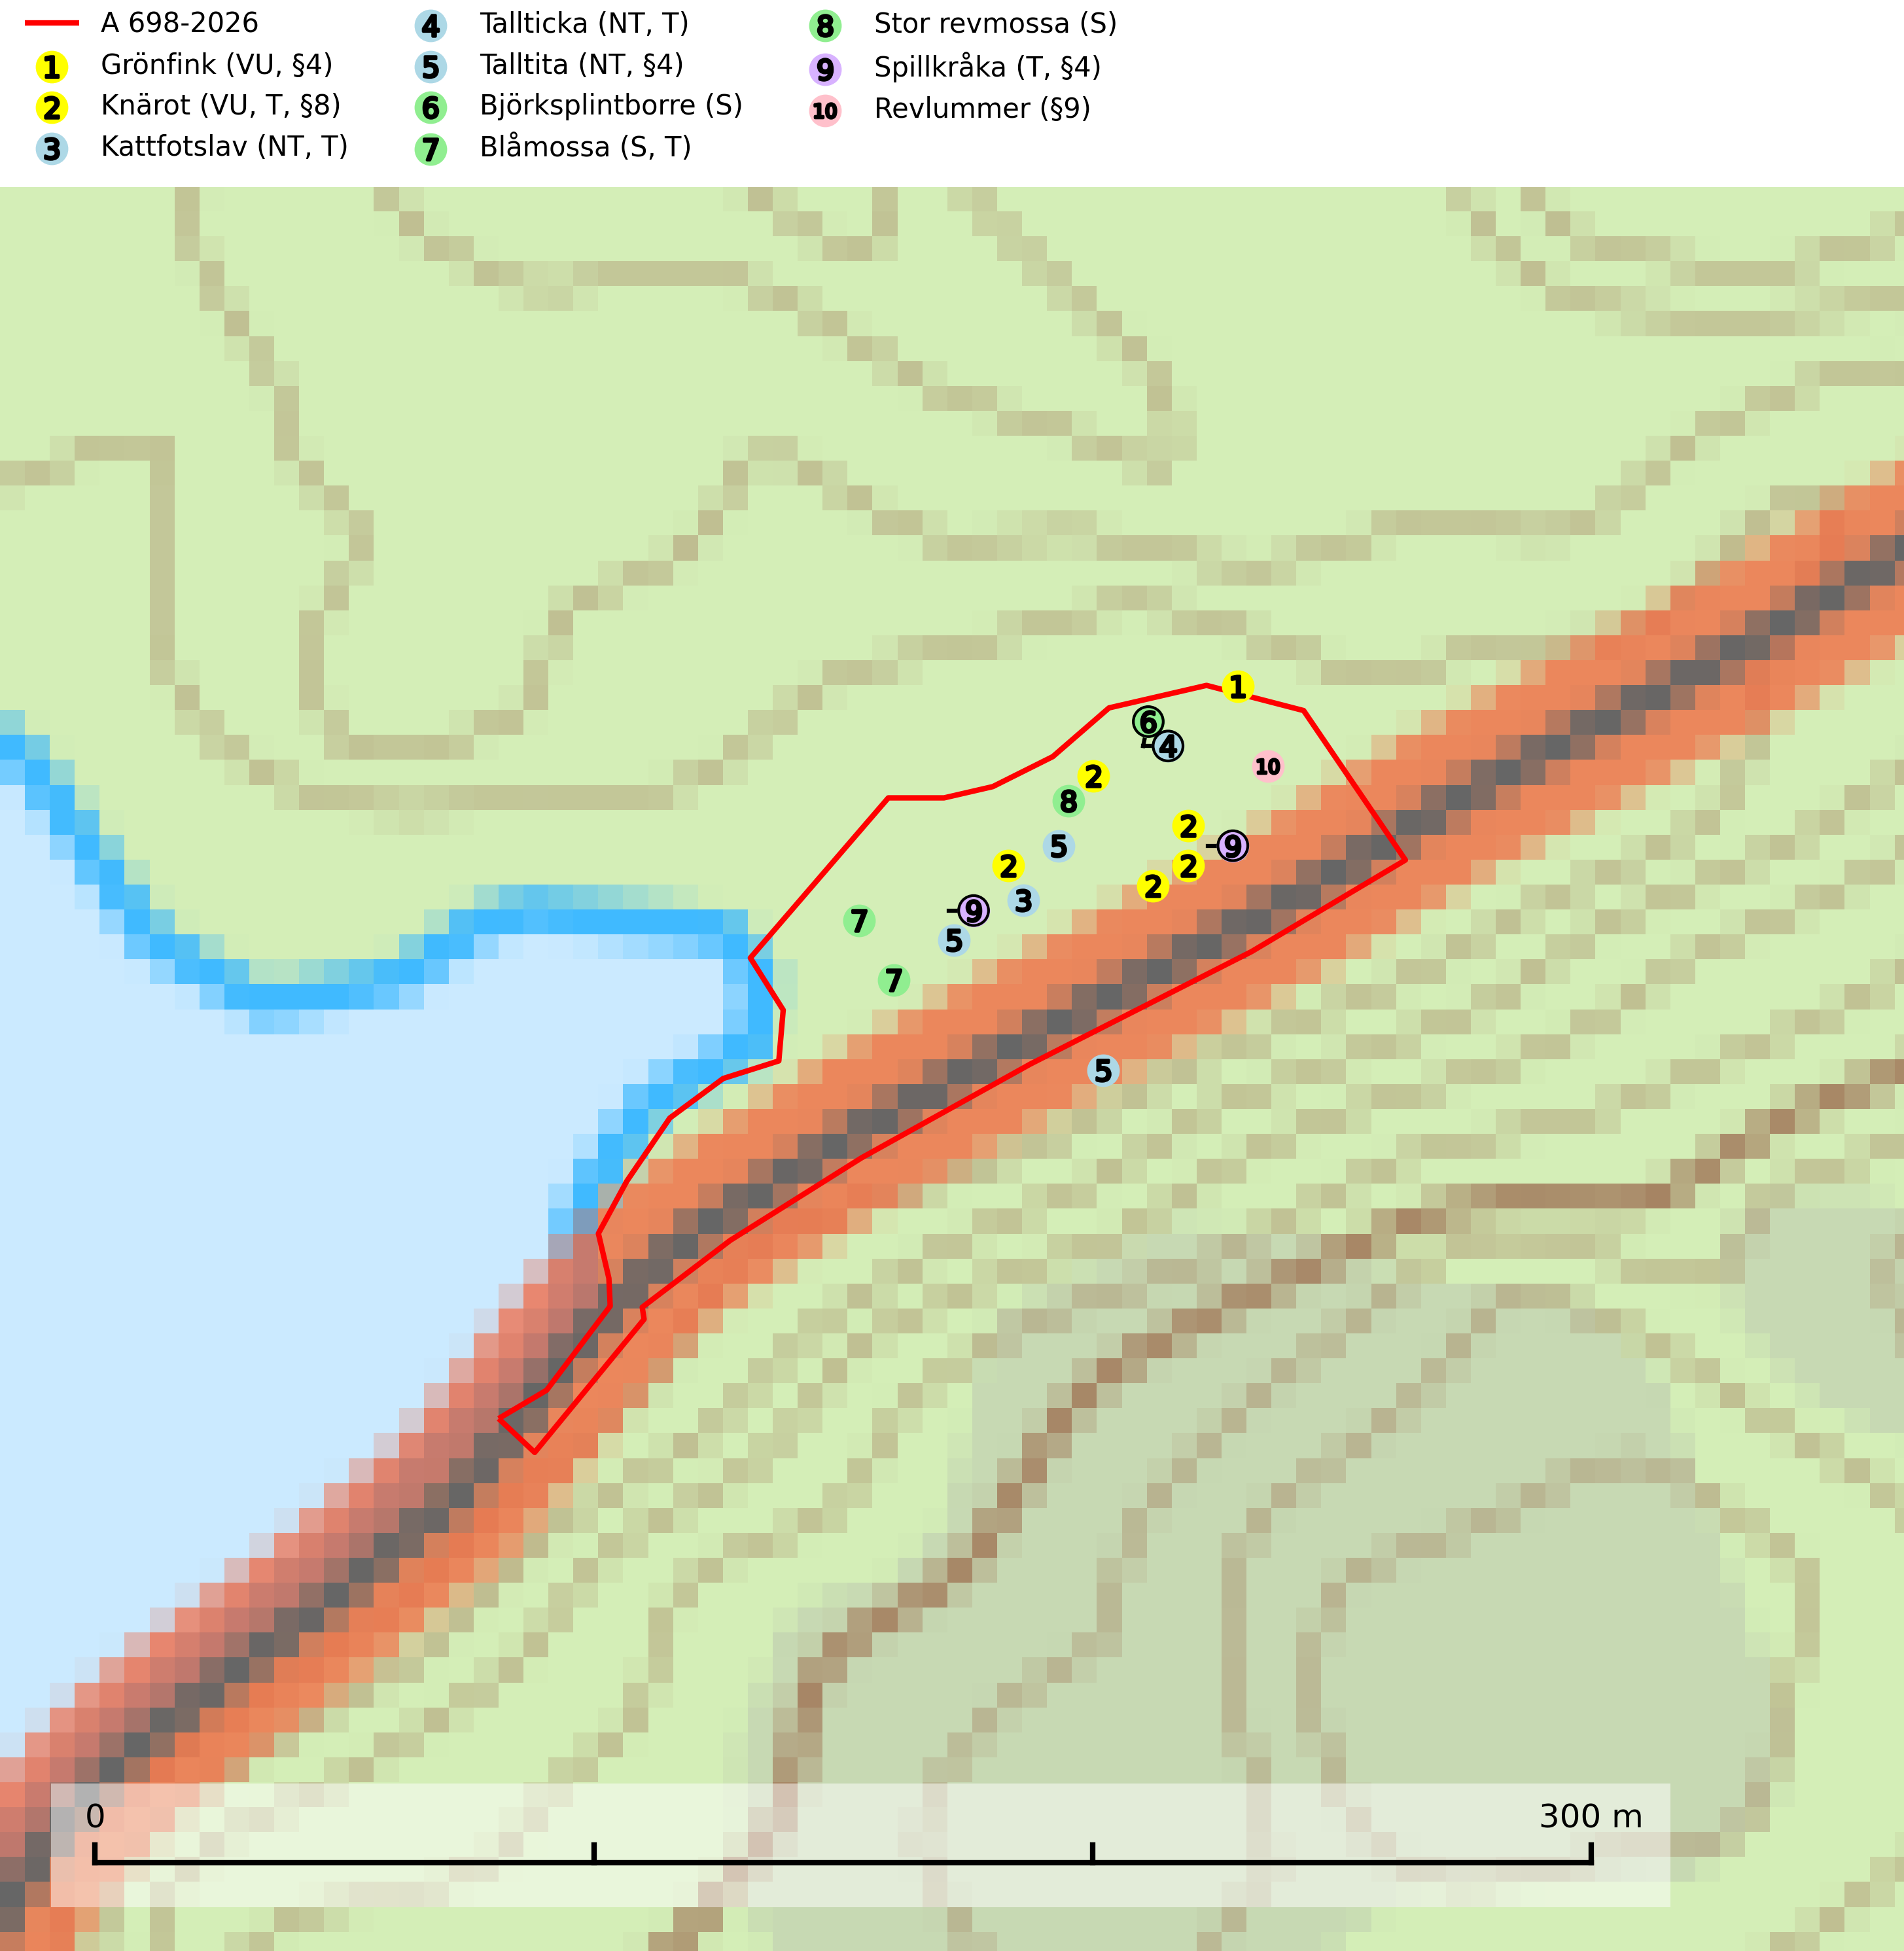 A 698-2026
1 Grönfink (VU, §4)
2 Knärot (VU, T, §8)
3 Kattfotslav (NT, T)
4 Tallticka (NT, T)
5 Talltita (NT, §4)
6 Björksplintborre (S)
7 Blåmossa (S, T)
8 Stor revmossa (S)
9 Spillkråka (T, §4)
10 Revlummer (§9)
1
6
4
10
2
8
2
9
5
2
2
2
3
9
7
5
7
5
0 300 m